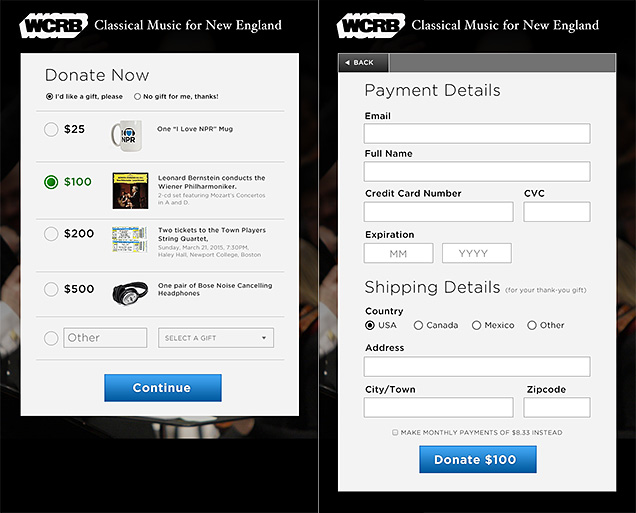 WCRB Classical Music for New England
Donate Now
I'd like a gift, please No gift for me, thanks!
$25
I NPR
One “I Love NPR” Mug
$100
Leonard Bernstein conducts the
Wiener Philharmoniker.
2-cd set featuring Mozart's Concertos
in A and D.
$200
Two tickets to the Town Players
String Quartet,
Sunday, March 21, 2015, 7:30PM,
Haley Hall, Newport College, Boston
$500
One pair of Bose Noise Cancelling
Headphones
Other
SELECT A GIFT
Continue
WCRB Classical Music for New England
BACK
Payment Details
Email
Full Name
Credit Card Number CVC
Expiration
MM YYYY
Shipping Details (for your thank-you gift)
Country
USA Canada Mexico Other
Address
City/Town Zipcode
MAKE MONTHLY PAYMENTS OF $8.33 INSTEAD
Donate $100